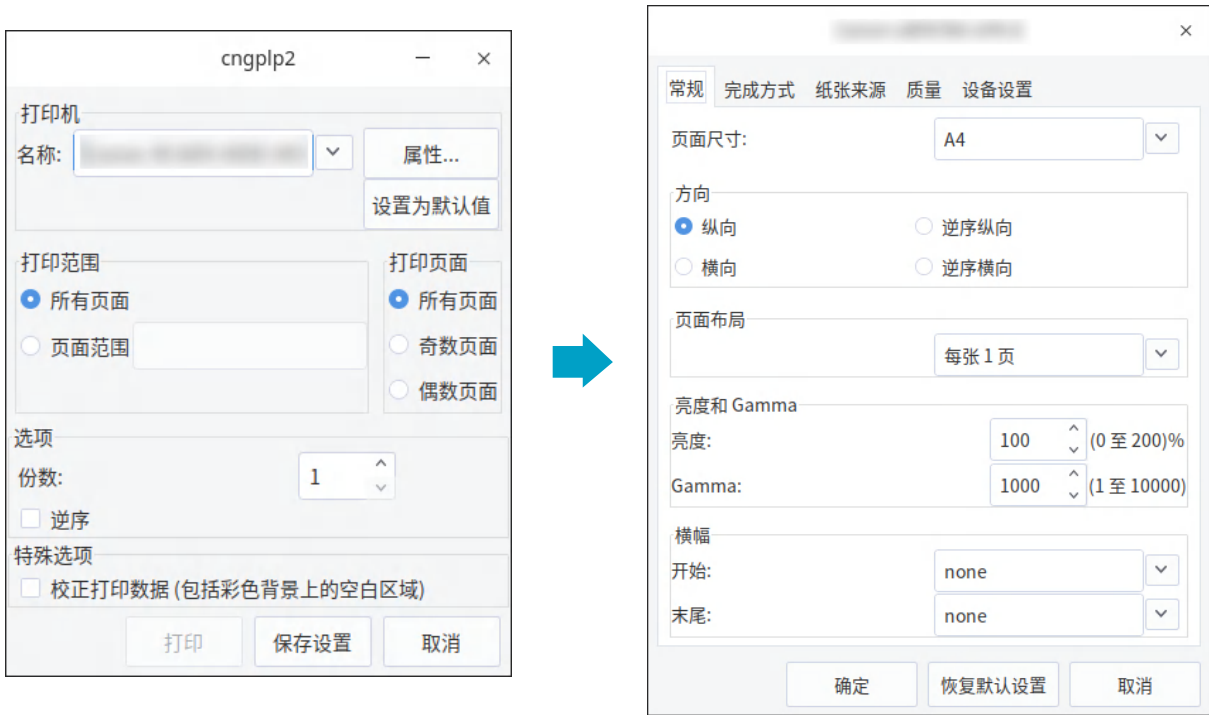 cngplp2
打印机
名称:
属性...
设置为默认值
打印范围
所有页面
页面范围
打印页面
所有页面
奇数页面
偶数页面
选项
份数: 1
逆序
特殊选项
校正打印数据 (包括彩色背景上的空白区域)
打印 保存设置 取消
常规 完成方式 纸张来源 质量 设备设置
页面尺寸: A4
方向
纵向 逆序纵向
横向 逆序横向
页面布局
每张 1 页
亮度和 Gamma
亮度: 100 (0 至 200)%
Gamma: 1000 (1 至 10000)
横幅
开始: none
末尾: none
确定 恢复默认设置 取消